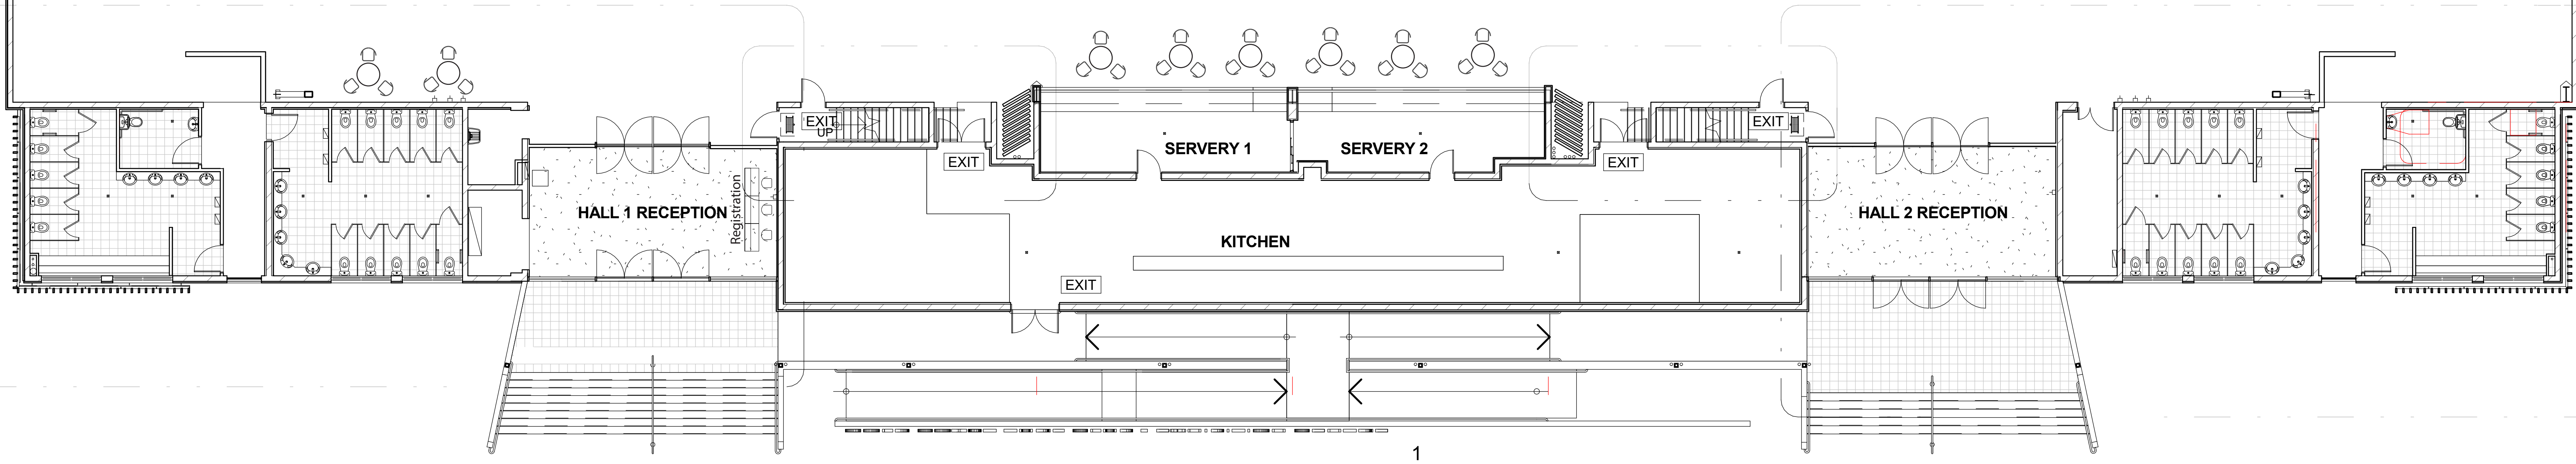 EXIT
UP
EXIT
SERVERY 1
SERVERY 2
EXIT
EXIT
HALL 1 RECEPTION
Registration
KITCHEN
HALL 2 RECEPTION
EXIT
1